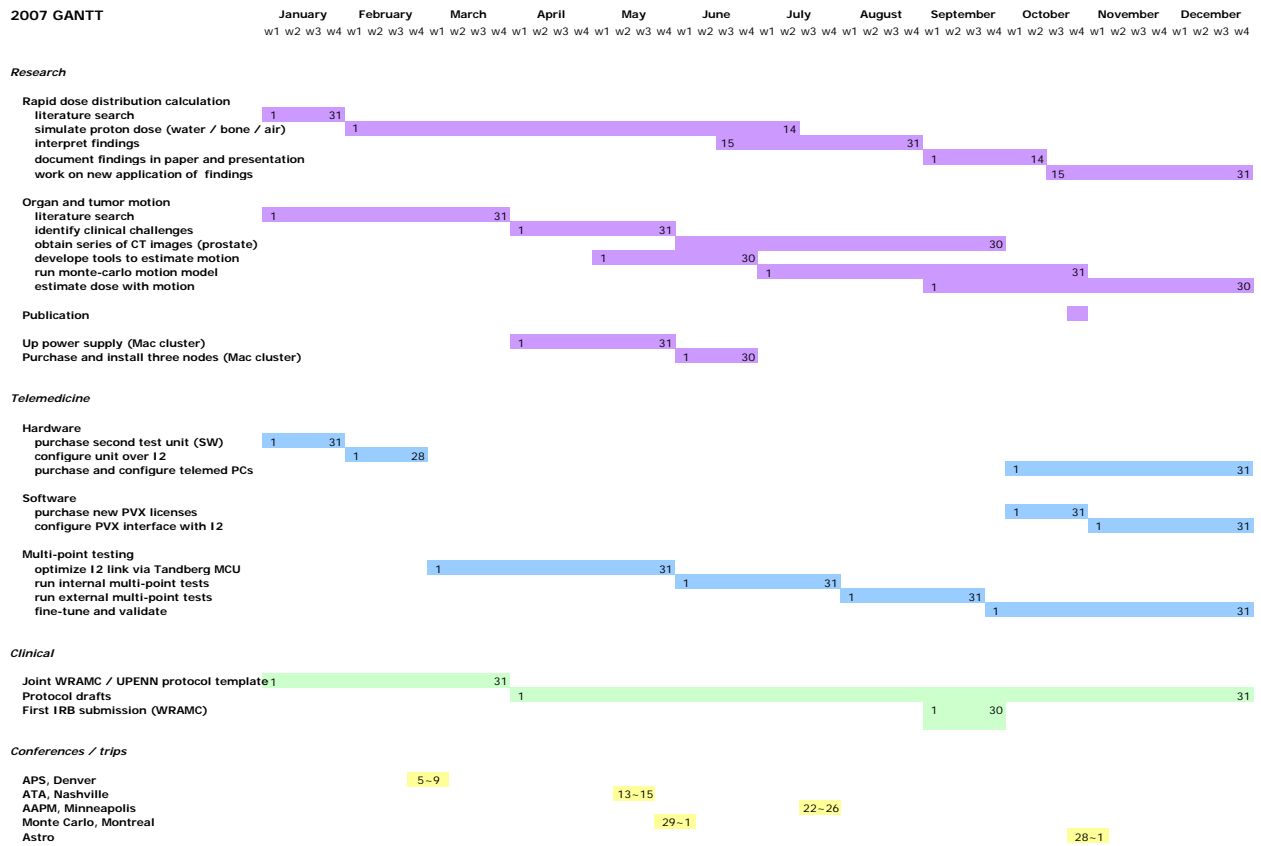 2007 GANTT January February March April May June July August September October November December
w1 w2 w3 w4 w1 w2 w3 w4 w1 w2 w3 w4 w1 w2 w3 w4 w1 w2 w3 w4 w1 w2 w3 w4 w1 w2 w3 w4 w1 w2 w3 w4 w1 w2 w3 w4 w1 w2 w3 w4 w1 w2 w3 w4 w1 w2 w3 w4
Research
Rapid dose distribution calculation
literature search 1 31
simulate proton dose (water / bone / air) 1 14
interpret findings 15 31
document findings in paper and presentation 1 14
work on new application of findings 15 31
Organ and tumor motion
literature search 1 31
identify clinical challenges 1 31
obtain series of CT images (prostate) 30
develope tools to estimate motion 1 30
run monte-carlo motion model 1 31
estimate dose with motion 1 30
Publication
Up power supply (Mac cluster) 1 31
Purchase and install three nodes (Mac cluster) 1 30
Telemedicine
Hardware
purchase second test unit (SW) 1 31
configure unit over I2 1 28
purchase and configure telemed PCs 1 31
Software
purchase new PVX licenses 1 31
configure PVX interface with I2 1 31
Multi-point testing
optimize I2 link via Tandberg MCU 1 31
run internal multi-point tests 1 31
run external multi-point tests 1 31
fine-tune and validate 1 31
Clinical
Joint WRAMC / UPENN protocol template 1 31
Protocol drafts 1 31
First IRB submission (WRAMC) 1 30
Conferences / trips
APS, Denver 5~9
ATA, Nashville 13~15
AAPM, Minneapolis 22~26
Monte Carlo, Montreal 29~1
Astro 28~1